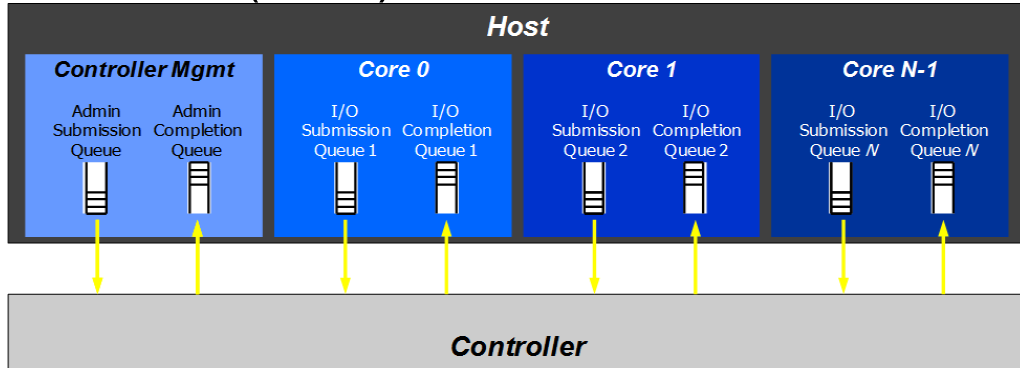 Host
Controller Mgmt
Core 0
Core 1
Core N-1
Admin Submission Queue
Admin Completion Queue
I/O Submission Queue 1
I/O Completion Queue 1
I/O Submission Queue 2
I/O Completion Queue 2
I/O Submission Queue N
I/O Completion Queue N
Controller